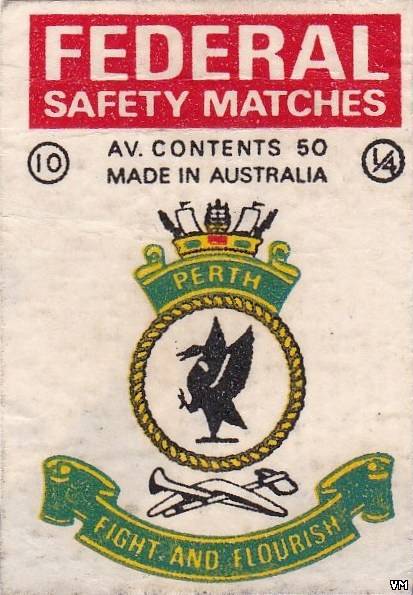 FEDERAL
SAFETY MATCHES
10
AV. CONTENTS 50
MADE IN AUSTRALIA
1/4
PERTH
FIGHT AND FLOURISH
VM